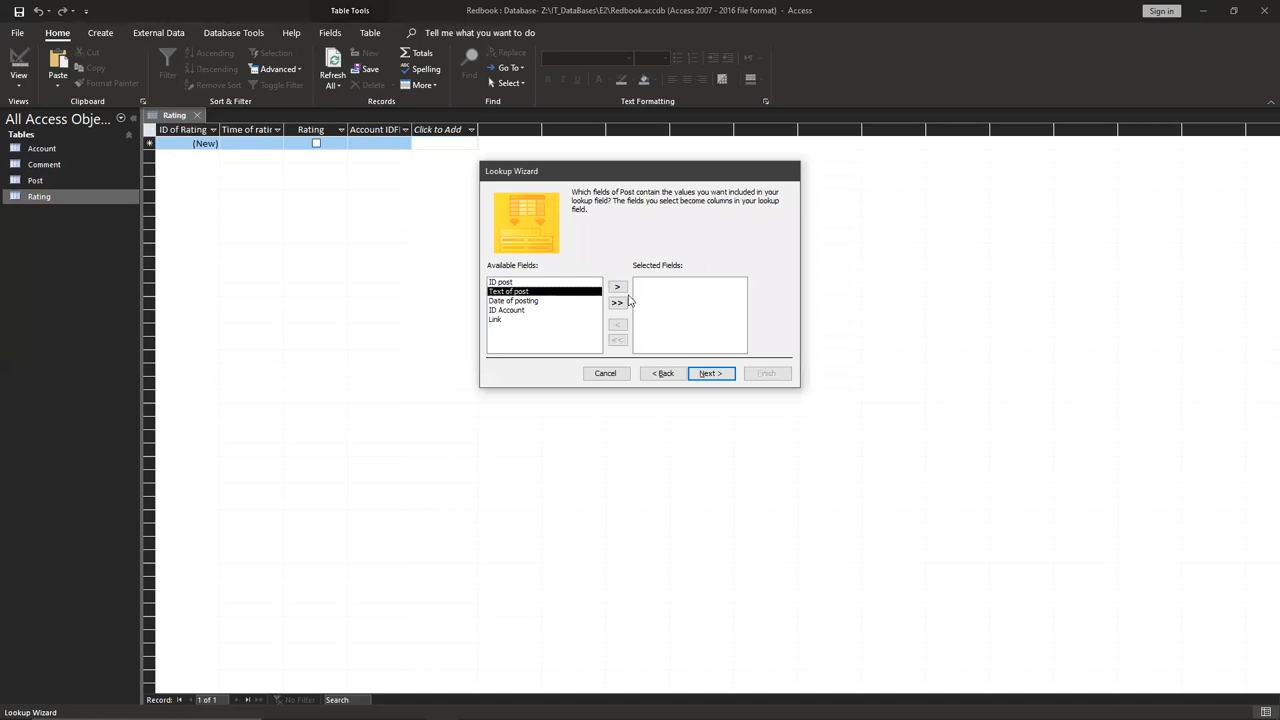 Table Tools
Redbook : Database- Z:\IT_DataBases\E2\Redbook.accdb (Access 2007 - 2016 file format) - Access
Sign in
File
Home
Create
External Data
Database Tools
Help
Fields
Table
Tell me what you want to do
View
Views
Paste
Cut
Copy
Format Painter
Clipboard
Filter
Ascending
Descending
Remove Sort
Selection
Advanced
Toggle Filter
Sort & Filter
Refresh
All
New
Save
Delete
Totals
Spelling
More
Records
Find
Replace
Go To
Select
Find
Text Formatting
All Access Obje...
Tables
Account
Comment
Post
Rating
Rating
ID of Rating
Time of ratin
Rating
Account IDF
Click to Add
(New)
Lookup Wizard
Which fields of Post contain the values you want included in your
lookup field? The fields you select become columns in your lookup
field.
Available Fields:
Selected Fields:
ID post
Text of post
Date of posting
ID Account
Link
>
>>
<
<<
Cancel
< Back
Next >
Finish
Record:
1 of 1
No Filter
Search
Lookup Wizard